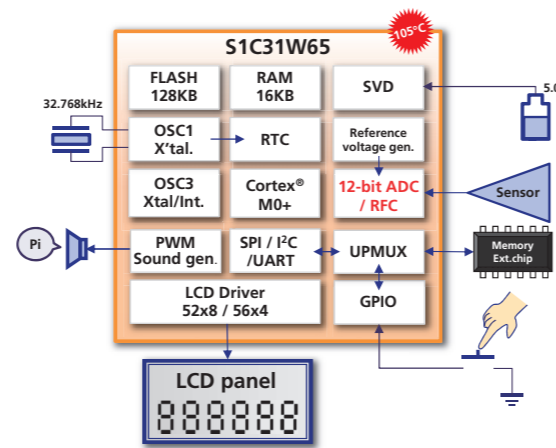 S1C31W65
105°C
FLASH
128KB
RAM
16KB
SVD
5.0
32.768kHz
OSC1
X'tal.
RTC
Reference
voltage gen.
OSC3
Xtal/Int.
Cortex®
M0+
12-bit ADC
/ RFC
Sensor
Pi
PWM
Sound gen.
SPI / I²C
/UART
UPMUX
Memory
Ext.chip
LCD Driver
52x8 / 56x4
GPIO
LCD panel
888888